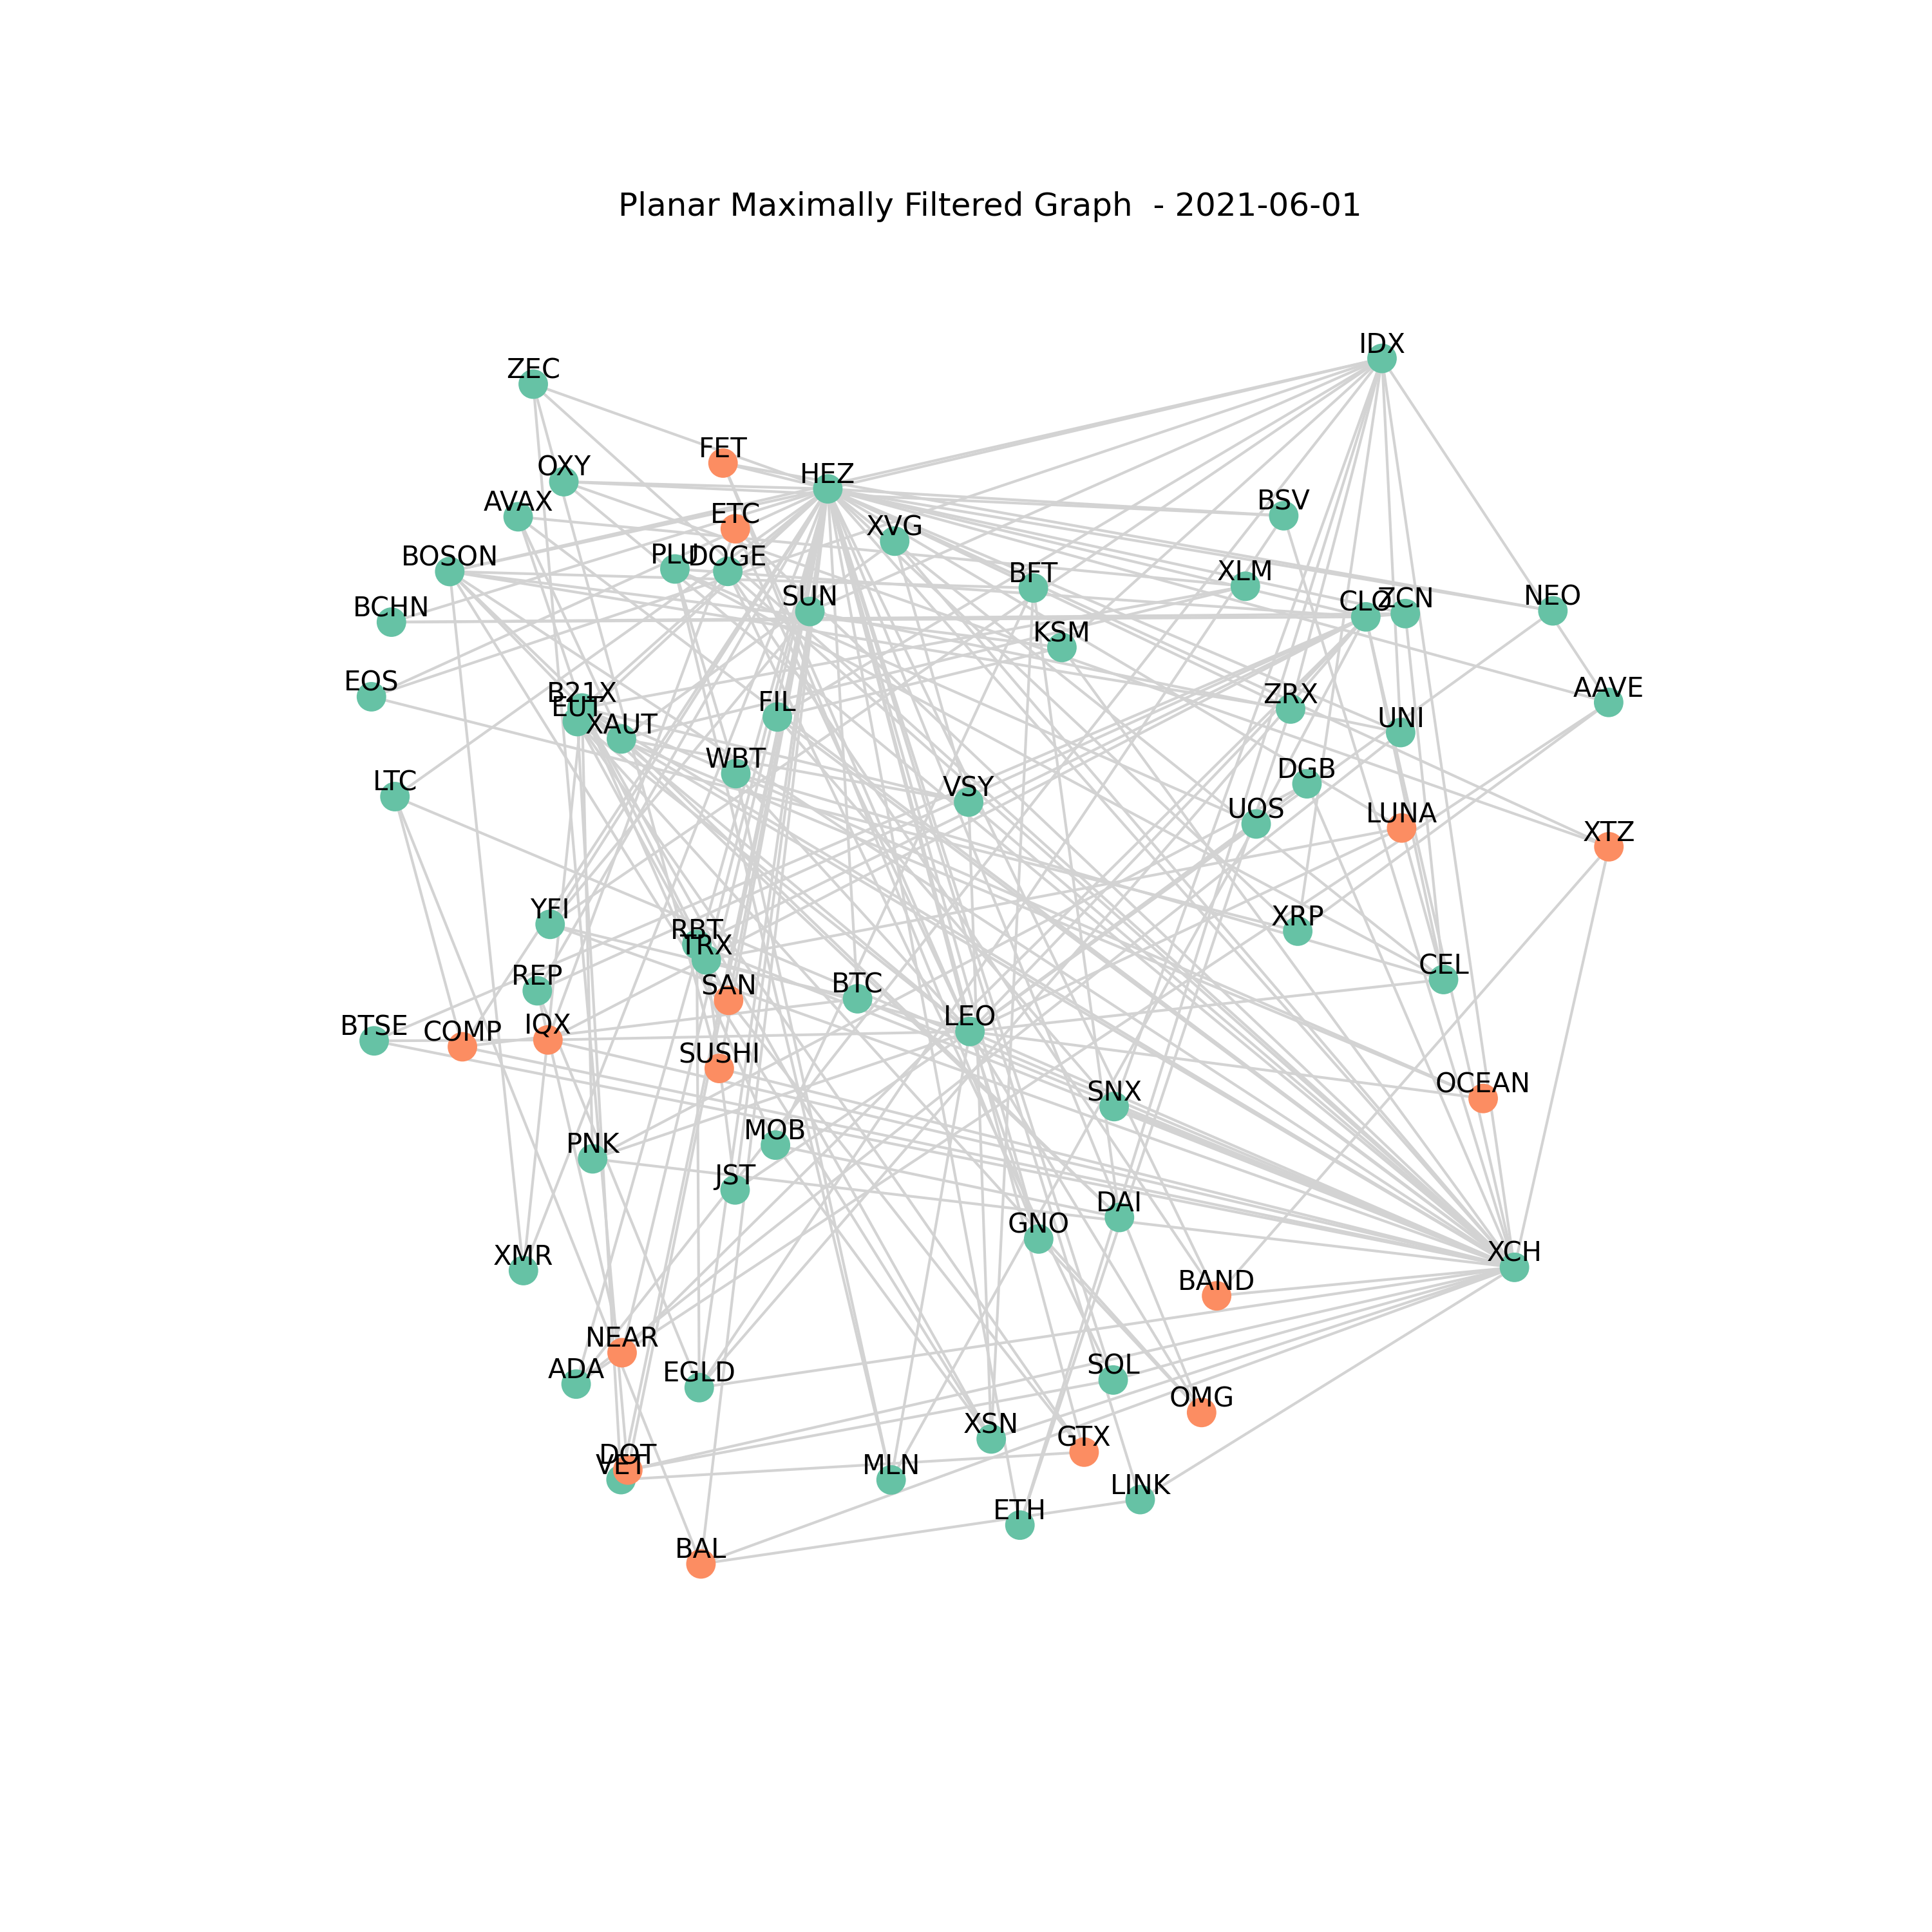 Planar Maximally Filtered Graph - 2021-06-01
IDX
ZEC
FET
OXY
HEZ
AVAX
ETC
BSV
XVG
BOSON
PLU
DOGE
BFT
XLM
SUN
BCHN
CLO
ZCN
NEO
KSM
EOS
B21X
EUT
FIL
ZRX
AAVE
XAUT
UNI
WBT
LTC
VSY
DGB
UOS
LUNA
XTZ
YFI
RBT
TRX
XRP
REP
SAN
BTC
CEL
BTSE
COMP
IQX
LEO
SUSHI
OCEAN
SNX
PNK
MOB
JST
DAI
GNO
XMR
XCH
BAND
NEAR
ADA
EGLD
SOL
OMG
XSN
GTX
DOT
VET
MLN
LINK
ETH
BAL